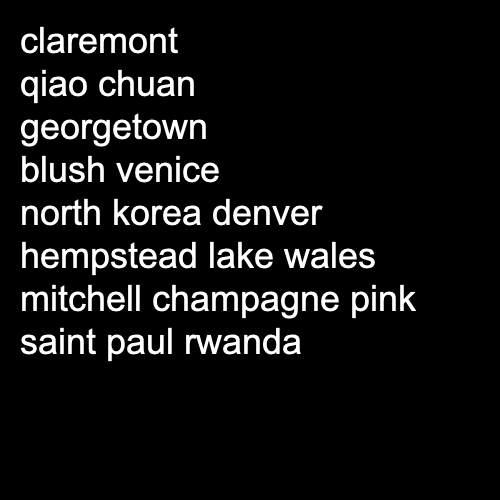 claremont
qiao chuan
georgetown
blush venice
north korea denver
hempstead lake wales
mitchell champagne pink
saint paul rwanda